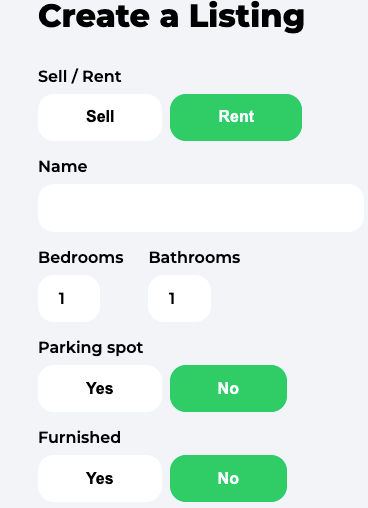 Create a Listing
Sell / Rent
Sell Rent
Name
Bedrooms Bathrooms
1 1
Parking spot
Yes No
Furnished
Yes No